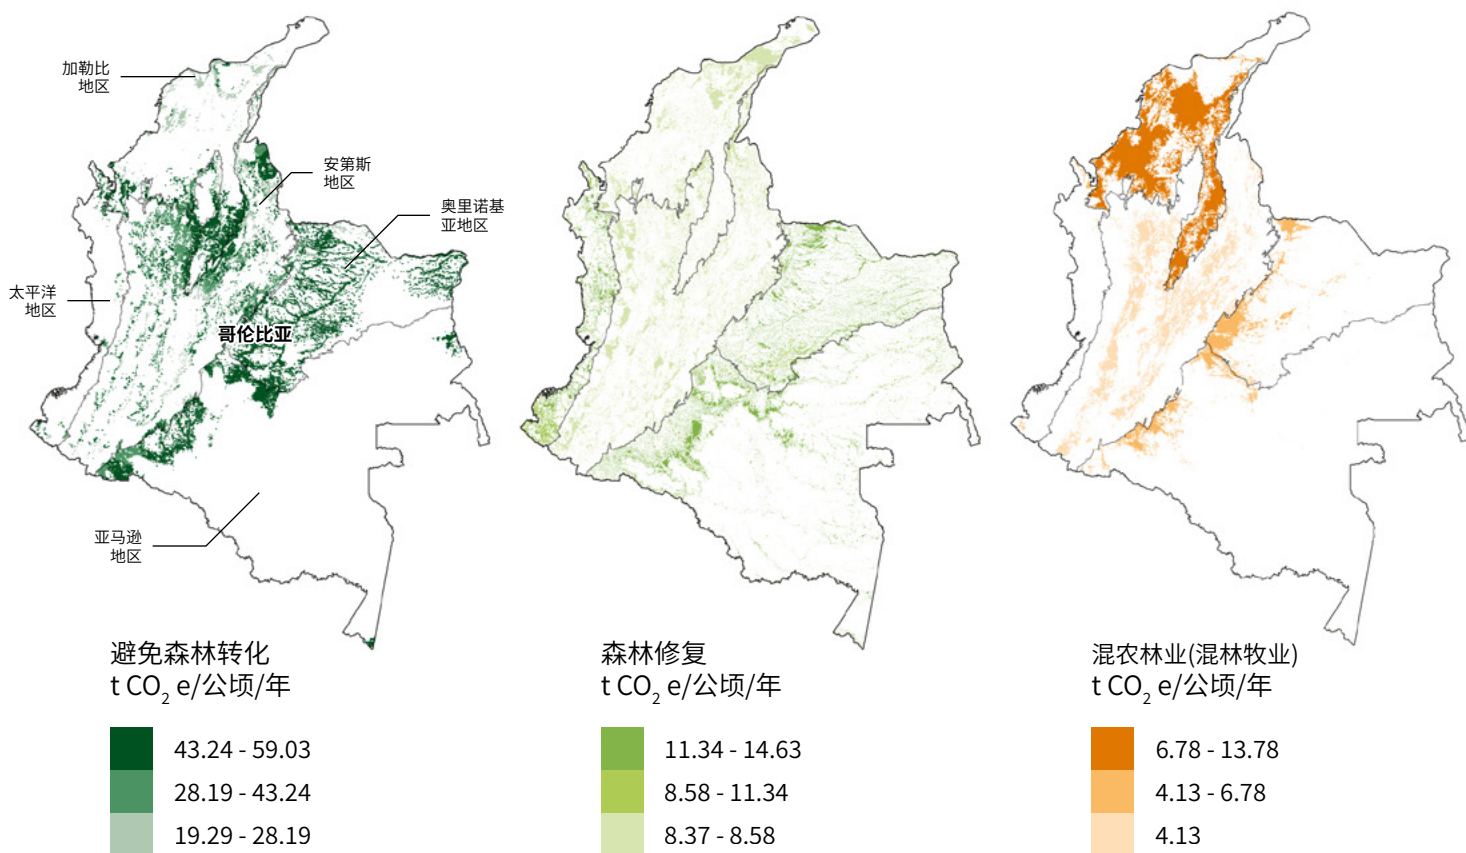 加勒比
地区
安第斯
地区
奥里诺基
亚地区
太平洋
地区
哥伦比亚
亚马逊
地区
避免森林转化
t CO₂ e/公顷/年
43.24 - 59.03
28.19 - 43.24
19.29 - 28.19
森林修复
t CO₂ e/公顷/年
11.34 - 14.63
8.58 - 11.34
8.37 - 8.58
混农林业(混林牧业)
t CO₂ e/公顷/年
6.78 - 13.78
4.13 - 6.78
4.13